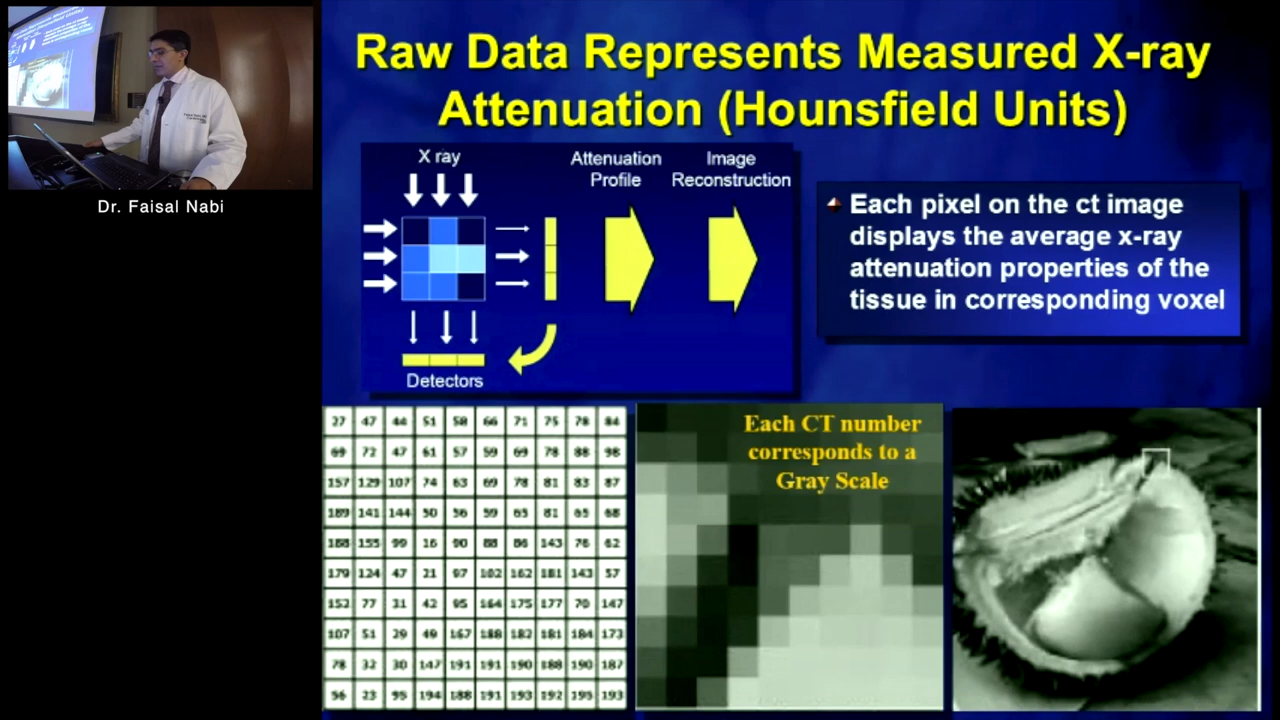 Dr. Faisal Nabi
Raw Data Represents Measured X-ray
Attenuation (Hounsfield Units)
X ray
Attenuation
Profile
Image
Reconstruction
Detectors
Each pixel on the ct image
displays the average x-ray
attenuation properties of the
tissue in corresponding voxel
27 47 44 51 58 66 71 75 78 84
69 72 47 61 57 59 69 78 88 98
157 129 107 74 63 69 78 81 83 87
189 141 144 50 56 59 65 81 65 68
188 155 99 16 90 88 86 143 76 62
179 124 47 21 97 102 162 181 143 57
152 77 31 42 95 164 175 177 70 147
107 51 29 49 167 188 182 181 184 173
78 32 30 147 191 191 190 188 190 187
56 23 95 194 188 191 193 192 195 193
Each CT number
corresponds to a
Gray Scale